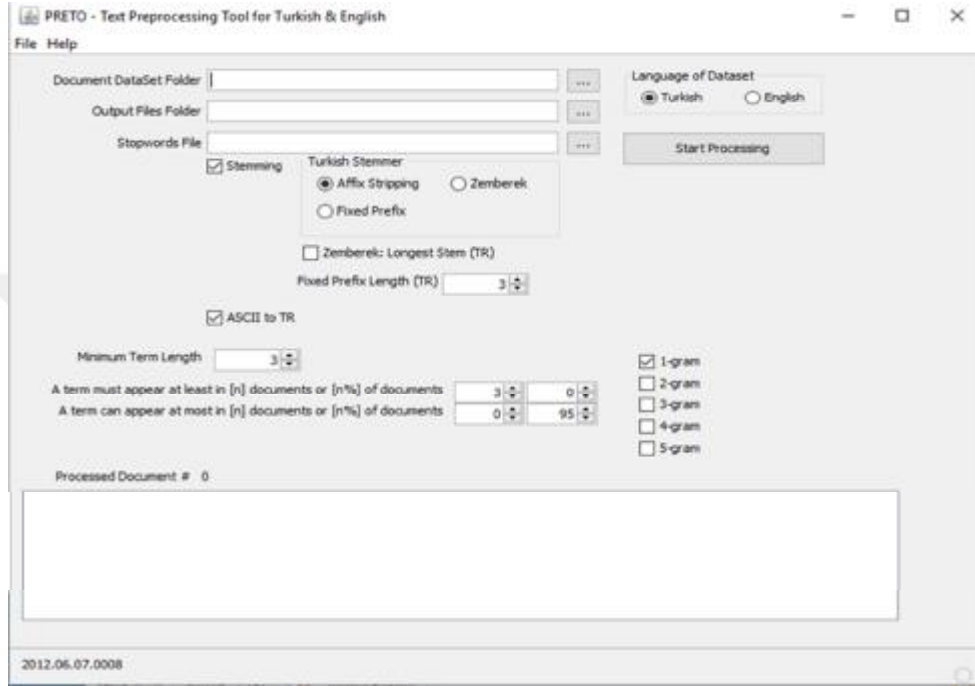 PRETO - Text Preprocessing Tool for Turkish & English
File Help
Document DataSet Folder ...
Language of Dataset
Turkish English
Output Files Folder ...
Stopwords File ...
Start Processing
Stemming
Turkish Stemmer
Affix Stripping Zemberek
Fixed Prefix
Zemberek: Longest Stem (TR)
Fixed Prefix Length (TR) 3
ASCII to TR
Minimum Term Length 3
A term must appear at least in [n] documents or [n%] of documents 3 0
A term can appear at most in [n] documents or [n%] of documents 0 95
1-gram
2-gram
3-gram
4-gram
5-gram
Processed Document # 0
2012.06.07.0008